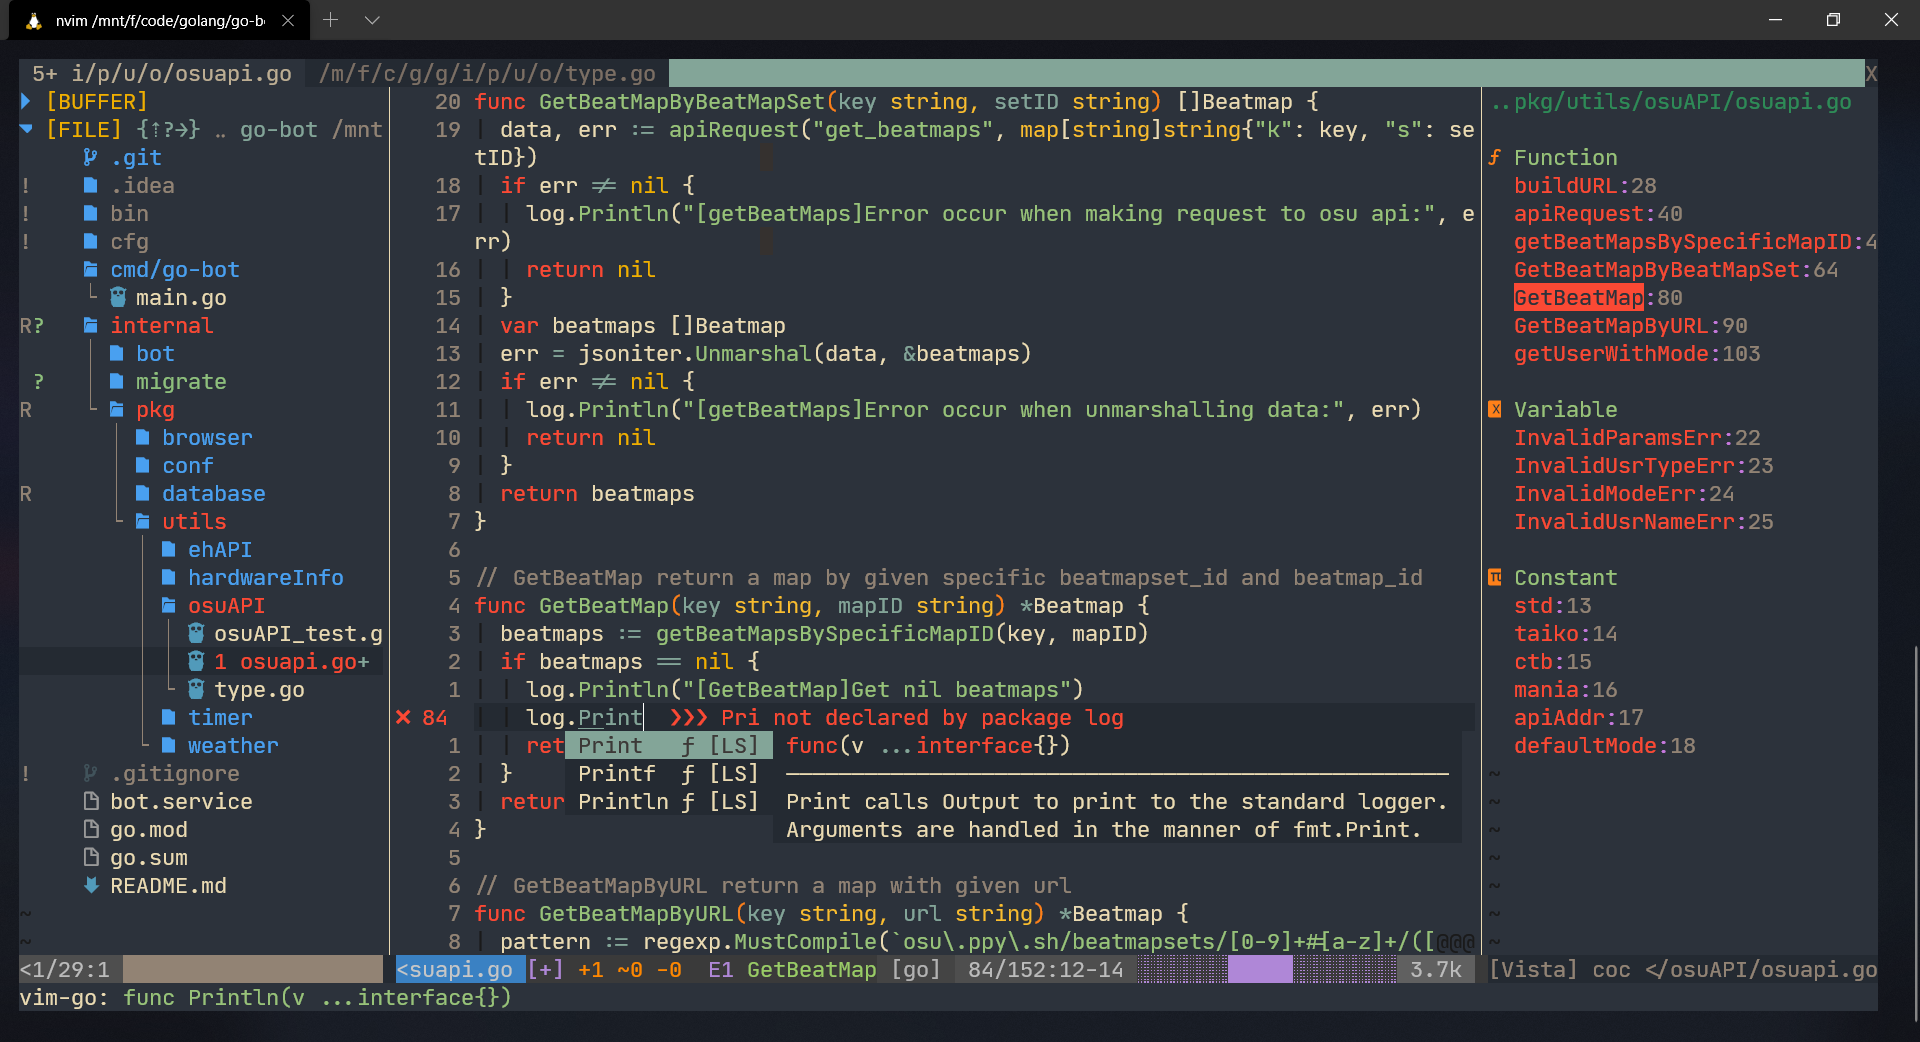 nvim /mnt/f/code/golang/go-b
5+ i/p/u/o/osuapi.go /m/f/c/g/g/i/p/u/o/type.go X
[BUFFER]
[FILE] {⇡?→} .. go-bot /mnt
.git
! .idea
! bin
! cfg
cmd/go-bot
main.go
R? internal
bot
? migrate
R pkg
browser
conf
R database
utils
ehAPI
hardwareInfo
osuAPI
osuAPI_test.g
1 osuapi.go+
type.go
timer
weather
! .gitignore
bot.service
go.mod
go.sum
README.md
~
~
<1/29:1
20 func GetBeatMapByBeatMapSet(key string, setID string) []Beatmap {
19 data, err := apiRequest("get_beatmaps", map[string]string{"k": key, "s": se
tID})
18 if err != nil {
17 log.Println("[getBeatMaps]Error occur when making request to osu api:", e
rr)
16 return nil
15 }
14 var beatmaps []Beatmap
13 err = jsoniter.Unmarshal(data, &beatmaps)
12 if err != nil {
11 log.Println("[getBeatMaps]Error occur when unmarshalling data:", err)
10 return nil
9 }
8 return beatmaps
7 }
6
5 // GetBeatMap return a map by given specific beatmapset_id and beatmap_id
4 func GetBeatMap(key string, mapID string) *Beatmap {
3 beatmaps := getBeatMapsBySpecificMapID(key, mapID)
2 if beatmaps == nil {
1 log.Println("[GetBeatMap]Get nil beatmaps")
✕ 84 log.Print ❯❯❯ Pri not declared by package log
1 ret Print ƒ [LS] func(v ...interface{})
2 } Printf ƒ [LS]
3 retur Println ƒ [LS] Print calls Output to print to the standard logger.
4 } Arguments are handled in the manner of fmt.Print.
5
6 // GetBeatMapByURL return a map with given url
7 func GetBeatMapByURL(key string, url string) *Beatmap {
8 pattern := regexp.MustCompile(`osu\.ppy\.sh/beatmapsets/[0-9]+#[a-z]+/([@@@
<suapi.go [+] +1 ~0 -0 E1 GetBeatMap [go] 84/152:12-14 3.7k
..pkg/utils/osuAPI/osuapi.go
ƒ Function
buildURL:28
apiRequest:40
getBeatMapsBySpecificMapID:4
GetBeatMapByBeatMapSet:64
GetBeatMap:80
GetBeatMapByURL:90
getUserWithMode:103
X Variable
InvalidParamsErr:22
InvalidUsrTypeErr:23
InvalidModeErr:24
InvalidUsrNameErr:25
π Constant
std:13
taiko:14
ctb:15
mania:16
apiAddr:17
defaultMode:18
~
~
~
~
~
~
~
[Vista] coc </osuAPI/osuapi.go
vim-go: func Println(v ...interface{})